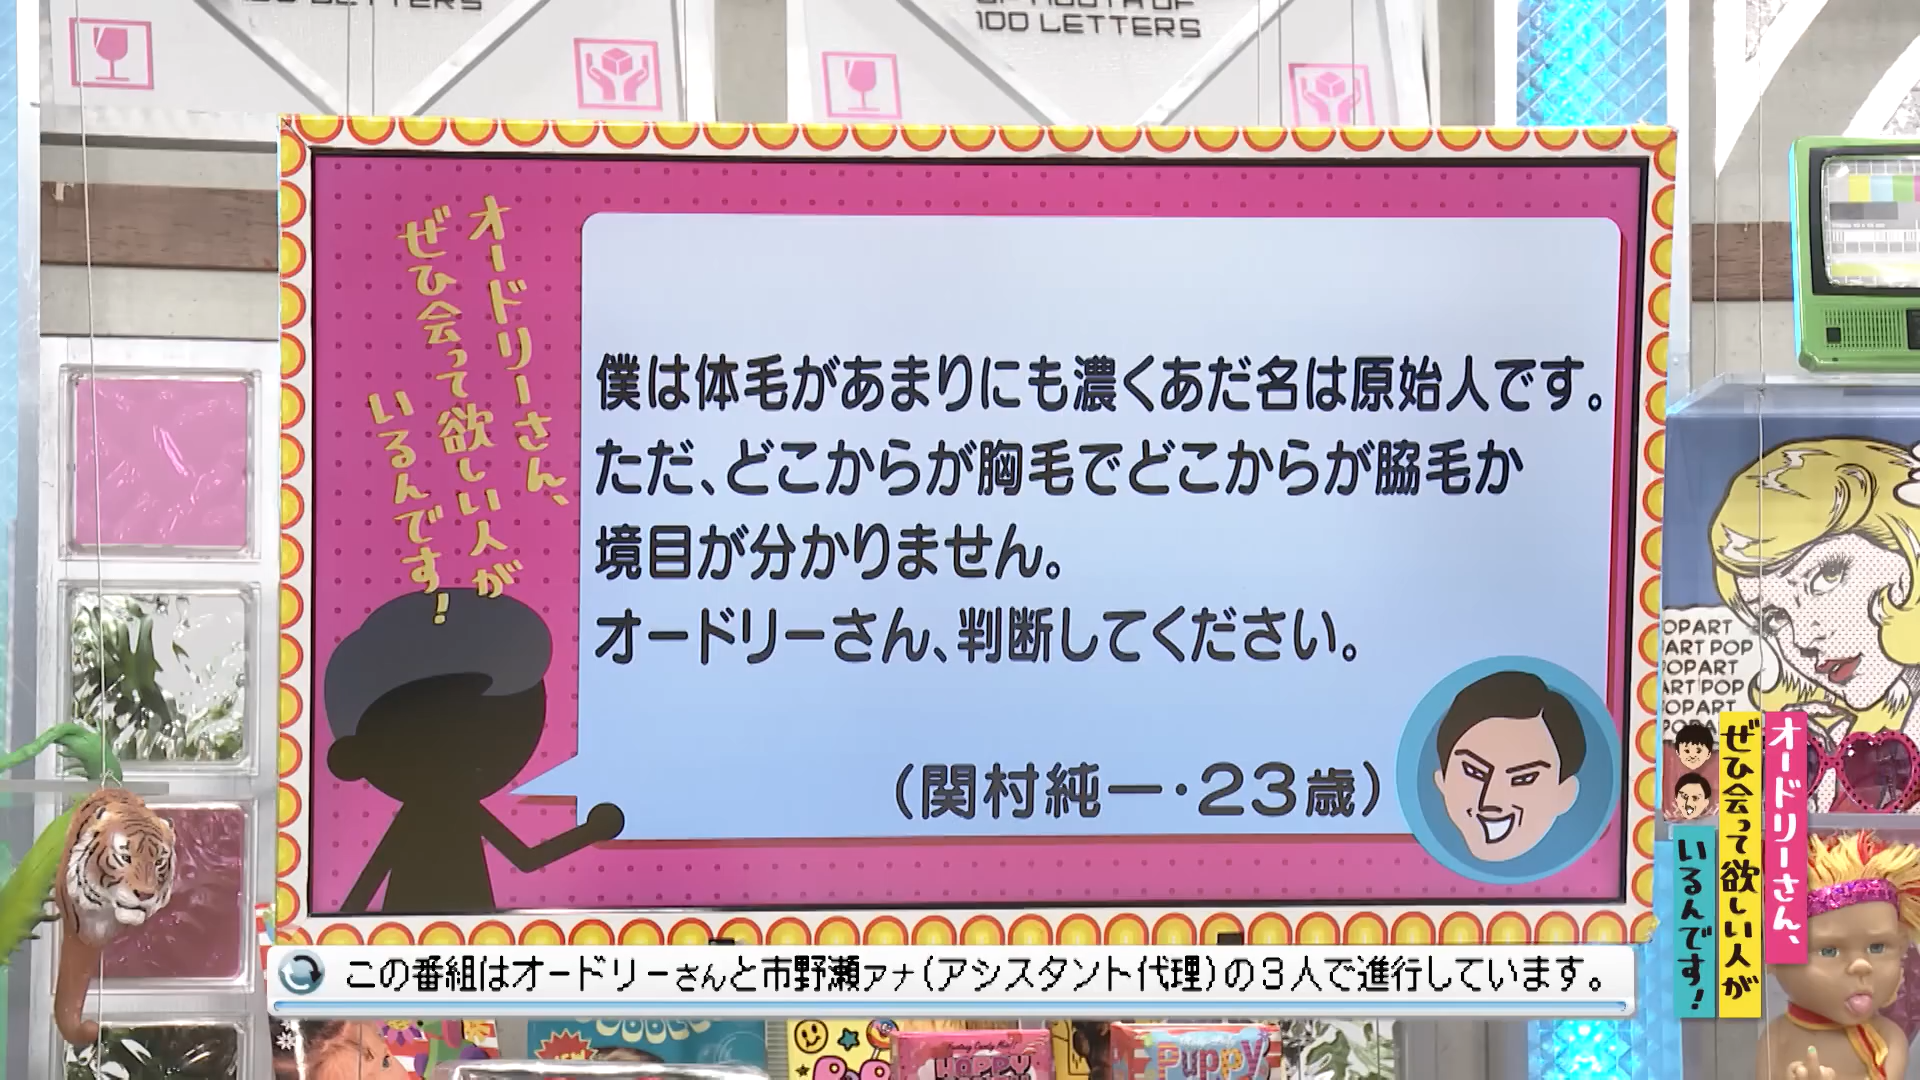 100 LETTERS
100 LETTERS
オードリーさん、
ぜひ会って欲しい人が
いるんです!
僕は体毛があまりにも濃くあだ名は原始人です。
ただ、どこからが胸毛でどこからが脇毛か
境目が分かりません。
オードリーさん、判断してください。
(関村純一・23歳)
OPART
ART POP
POPART
ART POP
OPART
オードリーさん、
ぜひ会って欲しい人が
いるんです!
この番組はオードリーさんと市野瀬アナ(アシスタント代理)の3人で進行しています。
HAPPY
Puppy